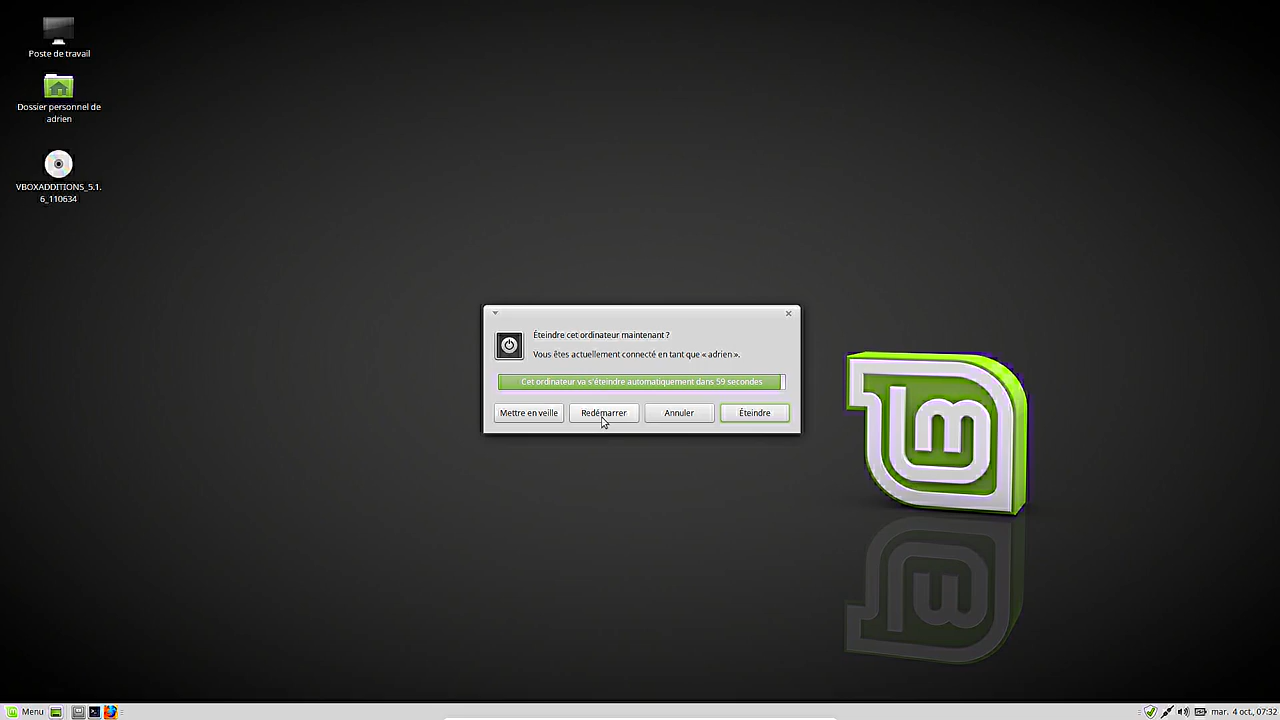 Poste de travail
Dossier personnel de
adrien
VBOXADDITIONS_5.1.
6_110634
Éteindre cet ordinateur maintenant ?
Vous êtes actuellement connecté en tant que « adrien ».
Cet ordinateur va s'éteindre automatiquement dans 59 secondes
Mettre en veille
Redémarrer
Annuler
Éteindre
Menu
mar. 4 oct., 07:32